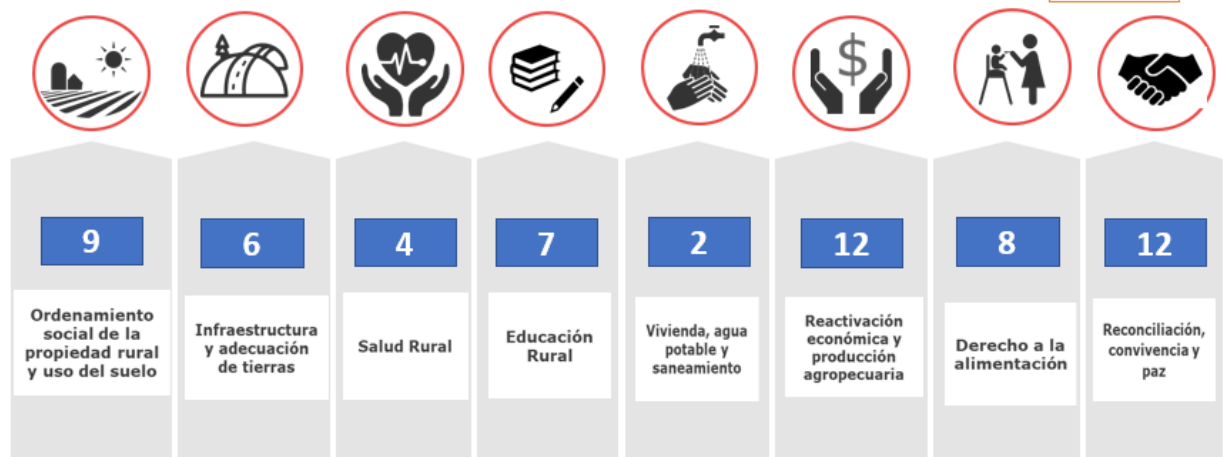 9
Ordenamiento
social de la
propiedad rural
y uso del suelo
6
Infraestructura
y adecuación
de tierras
4
Salud Rural
7
Educación
Rural
2
Vivienda, agua
potable y
saneamiento
$
12
Reactivación
económica y
producción
agropecuaria
8
Derecho a la
alimentación
12
Reconciliación,
convivencia y
paz